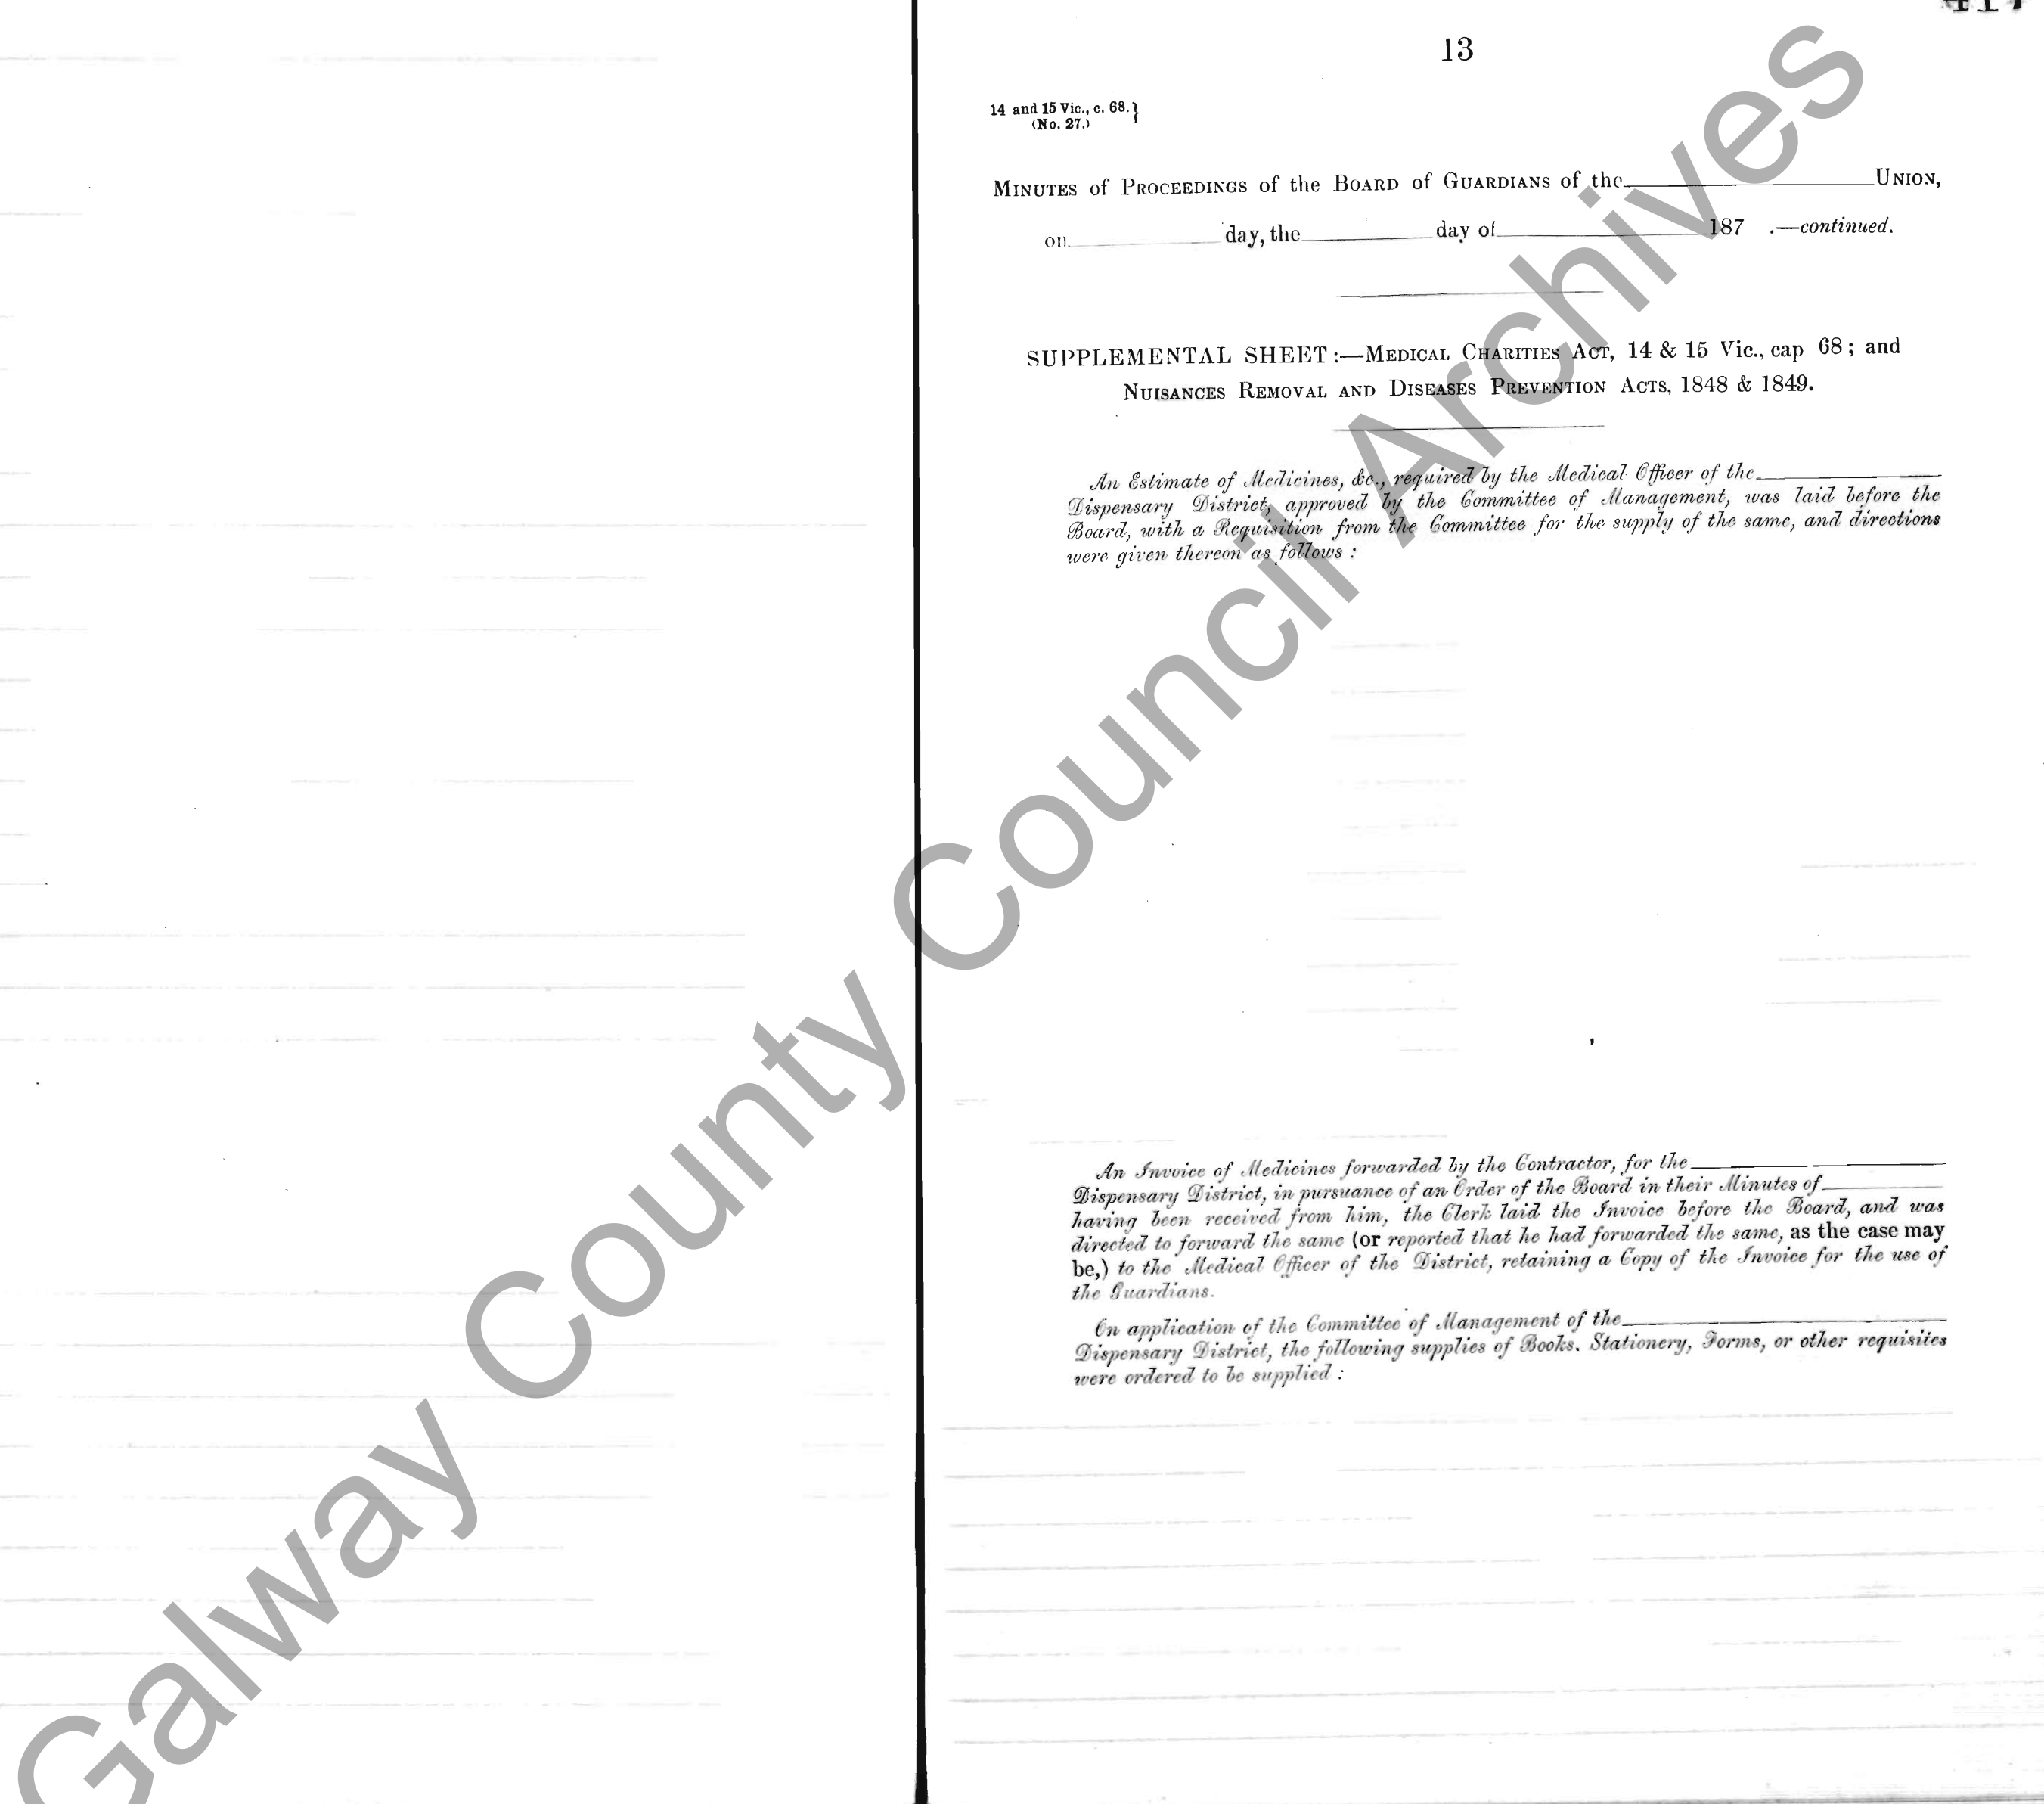 13
14 and 15 Vic., c. 68.}
(No. 27.)
MINUTES of PROCEEDINGS of the BOARD of GUARDIANS of the UNION,
on day, the day of 187 .—continued.
SUPPLEMENTAL SHEET:—MEDICAL CHARITIES ACT, 14 & 15 Vic., cap 68; and
NUISANCES REMOVAL AND DISEASES PREVENTION ACTS, 1848 & 1849.
An Estimate of Medicines, &c., required by the Medical Officer of the
Dispensary District, approved by the Committee of Management, was laid before the
Board, with a Requisition from the Committee for the supply of the same, and directions
were given thereon as follows :
An Invoice of Medicines forwarded by the Contractor, for the
Dispensary District, in pursuance of an Order of the Board in their Minutes of
having been received from him, the Clerk laid the Invoice before the Board, and was
directed to forward the same (or reported that he had forwarded the same, as the case may
be,) to the Medical Officer of the District, retaining a Copy of the Invoice for the use of
the Guardians.
On application of the Committee of Management of the
Dispensary District, the following supplies of Books. Stationery, Forms, or other requisites
were ordered to be supplied :
Galway County Council Archives